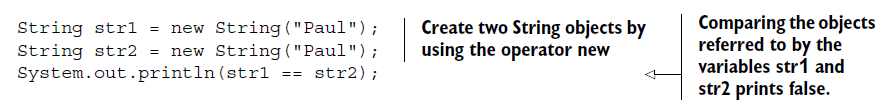 String str1 = new String("Paul");
String str2 = new String("Paul");
System.out.println(str1 == str2);
Create two String objects by
using the operator new
Comparing the objects
referred to by the
variables str1 and
str2 prints false.